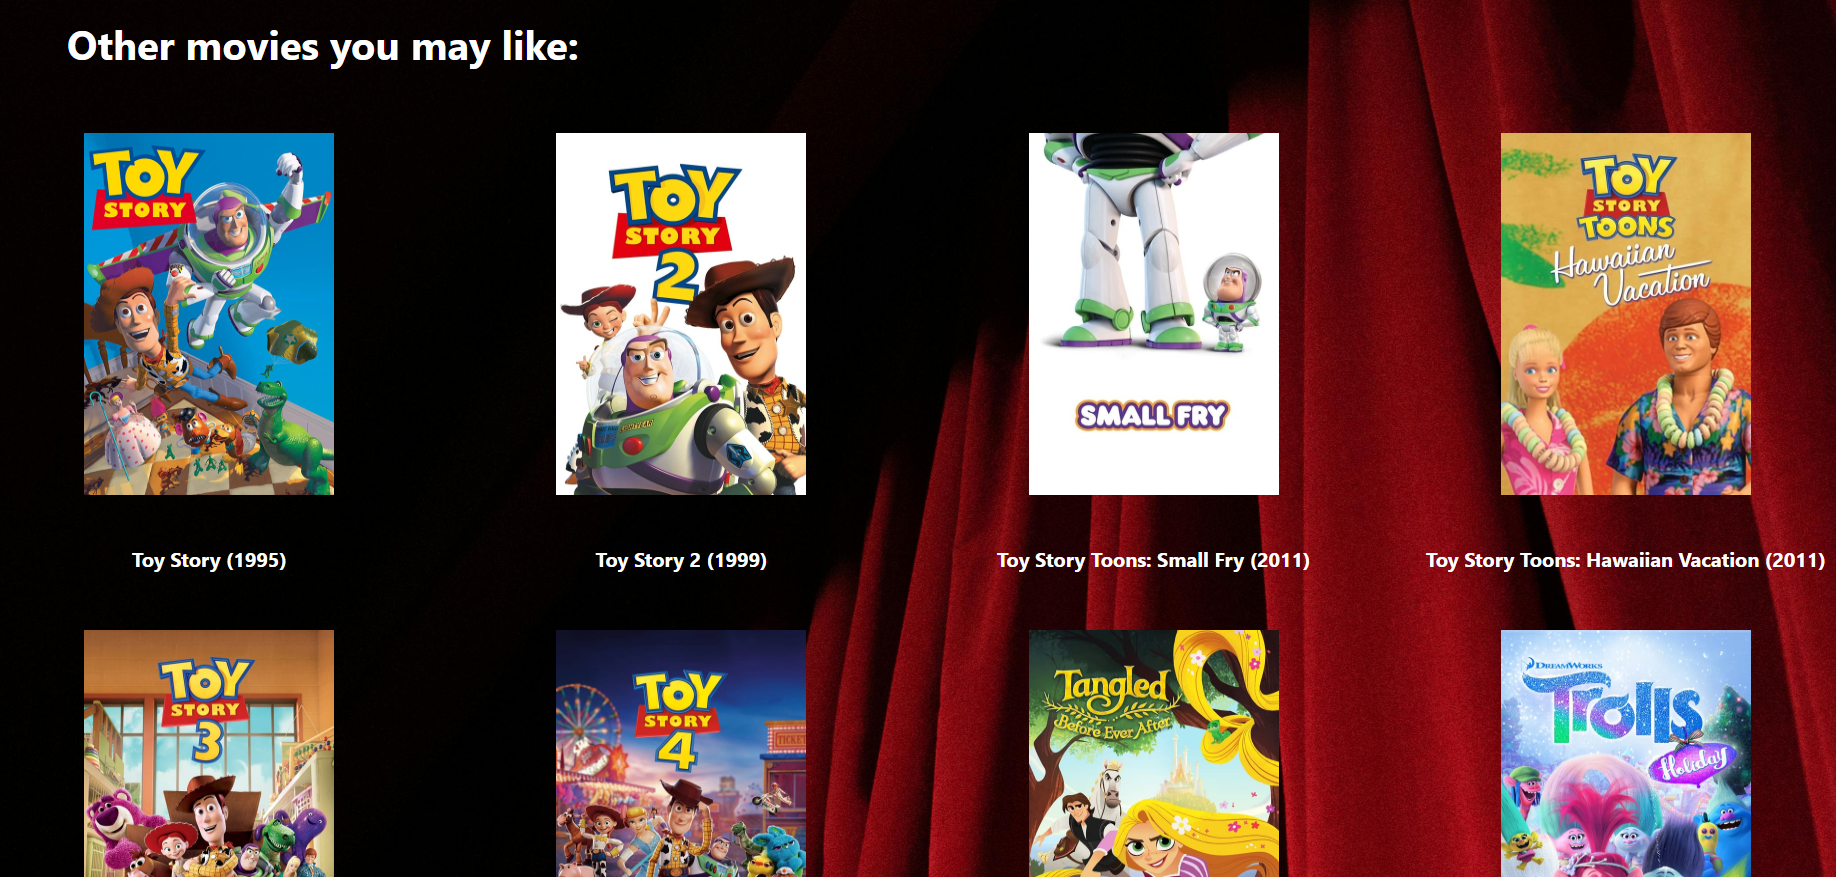 Other movies you may like:
TOY
STORY
TOY
STORY
2
SMALL FRY
TOY
STORY
TOONS
Hawaiian
Vacation
Toy Story (1995)
Toy Story 2 (1999)
Toy Story Toons: Small Fry (2011)
Toy Story Toons: Hawaiian Vacation (2011)
TOY
STORY
3
TOY
STORY
4
TICKE
Tangled
Before Ever After
DREAMWORKS
Trolls
Holiday